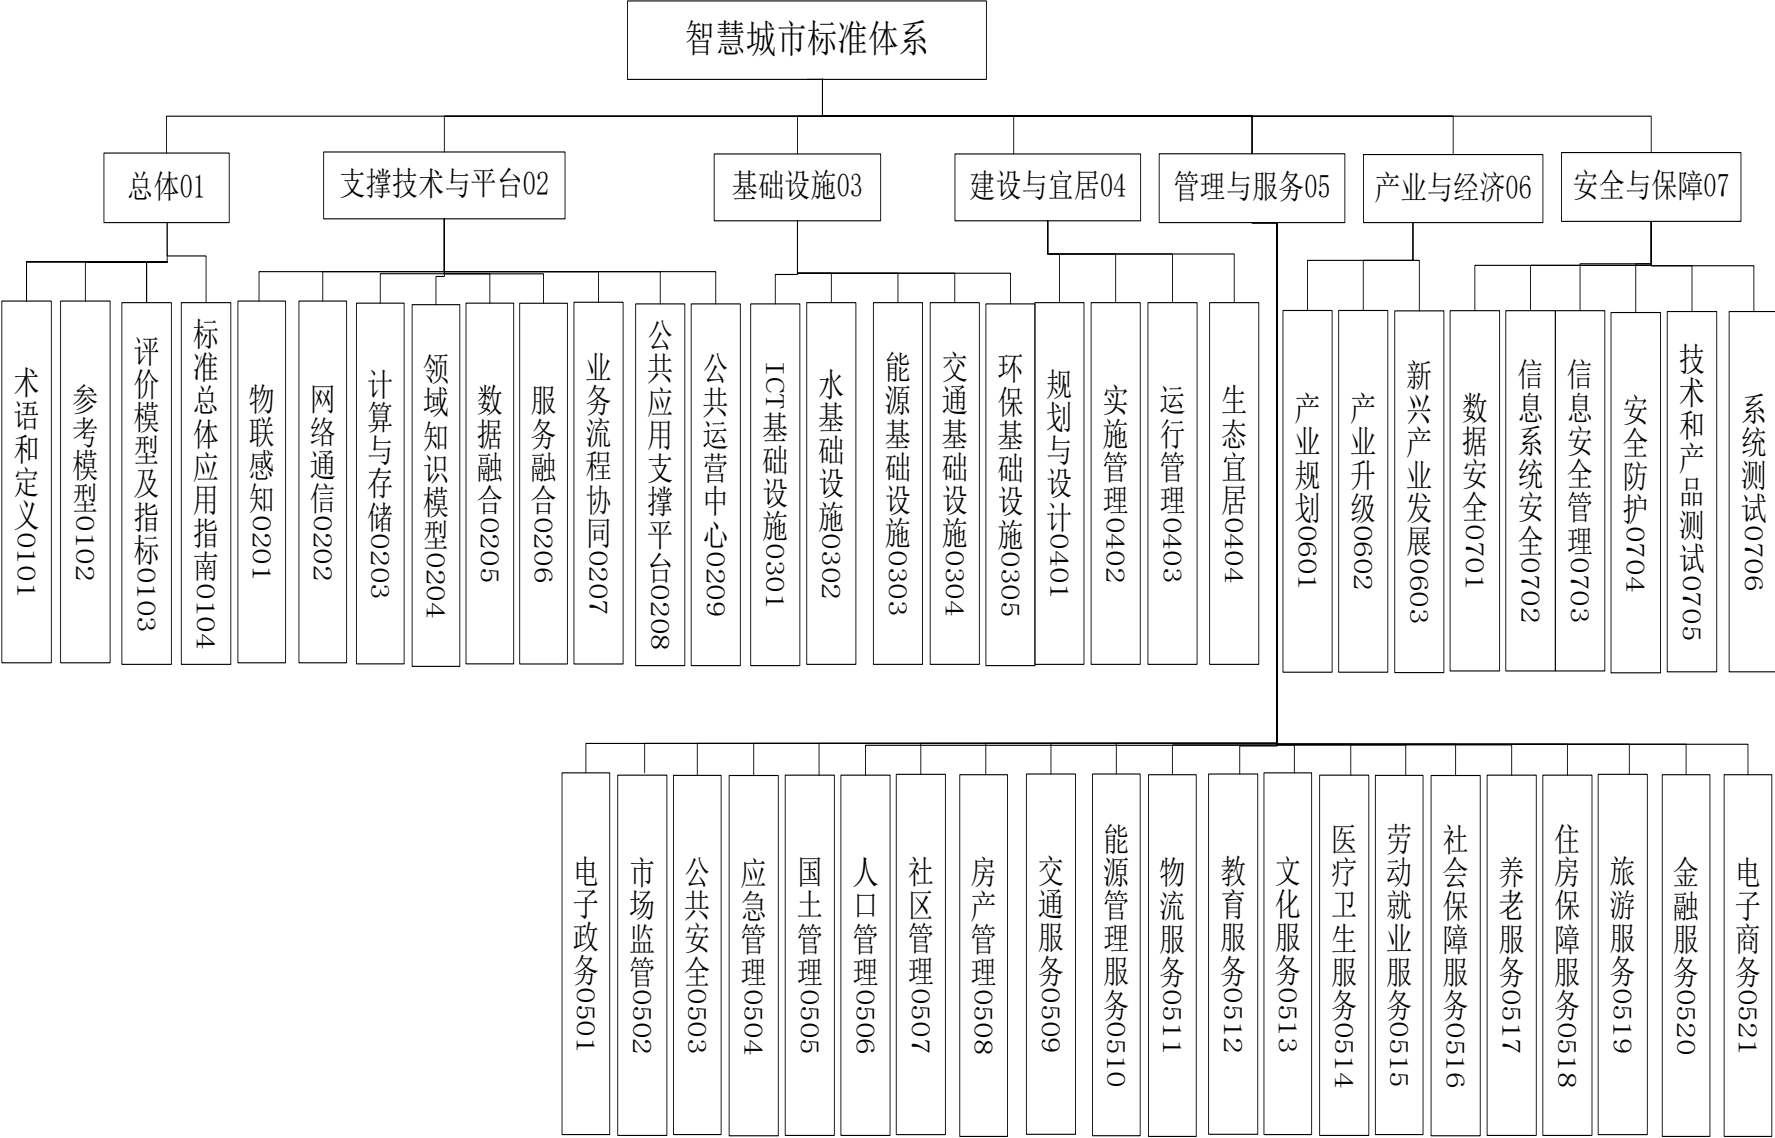 智慧城市标准体系
总体01
支撑技术与平台02
基础设施03
建设与宜居04
管理与服务05
产业与经济06
安全与保障07
术语和定义0101
参考模型0102
评价模型及指标0103
标准总体应用指南0104
物联感知0201
网络通信0202
计算与存储0203
领域知识模型0204
数据融合0205
服务融合0206
业务流程协同0207
公共应用支撑平台0208
公共运营中心0209
ICT基础设施0301
水基础设施0302
能源基础设施0303
交通基础设施0304
环保基础设施0305
规划与设计0401
实施管理0402
运行管理0403
生态宜居0404
产业规划0601
产业升级0602
新兴产业发展0603
数据安全0701
信息系统安全0702
信息安全管理0703
安全防护0704
技术和产品测试0705
系统测试0706
电子政务0501
市场监管0502
公共安全0503
应急管理0504
国土管理0505
人口管理0506
社区管理0507
房产管理0508
交通服务0509
能源管理服务0510
物流服务0511
教育服务0512
文化服务0513
医疗卫生服务0514
劳动就业服务0515
社会保障服务0516
养老服务0517
住房保障服务0518
旅游服务0519
金融服务0520
电子商务0521